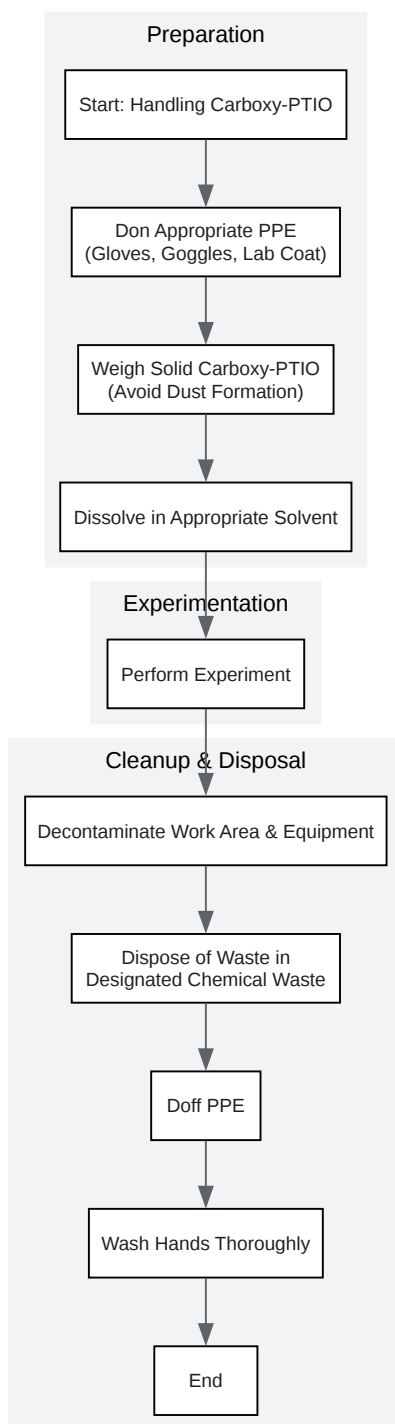 Preparation
Start: Handling Carboxy-PTIO
Don Appropriate PPE
(Gloves, Goggles, Lab Coat)
Weigh Solid Carboxy-PTIO
(Avoid Dust Formation)
Dissolve in Appropriate Solvent
Experimentation
Perform Experiment
Cleanup & Disposal
Decontaminate Work Area & Equipment
Dispose of Waste in
Designated Chemical Waste
Doff PPE
Wash Hands Thoroughly
End